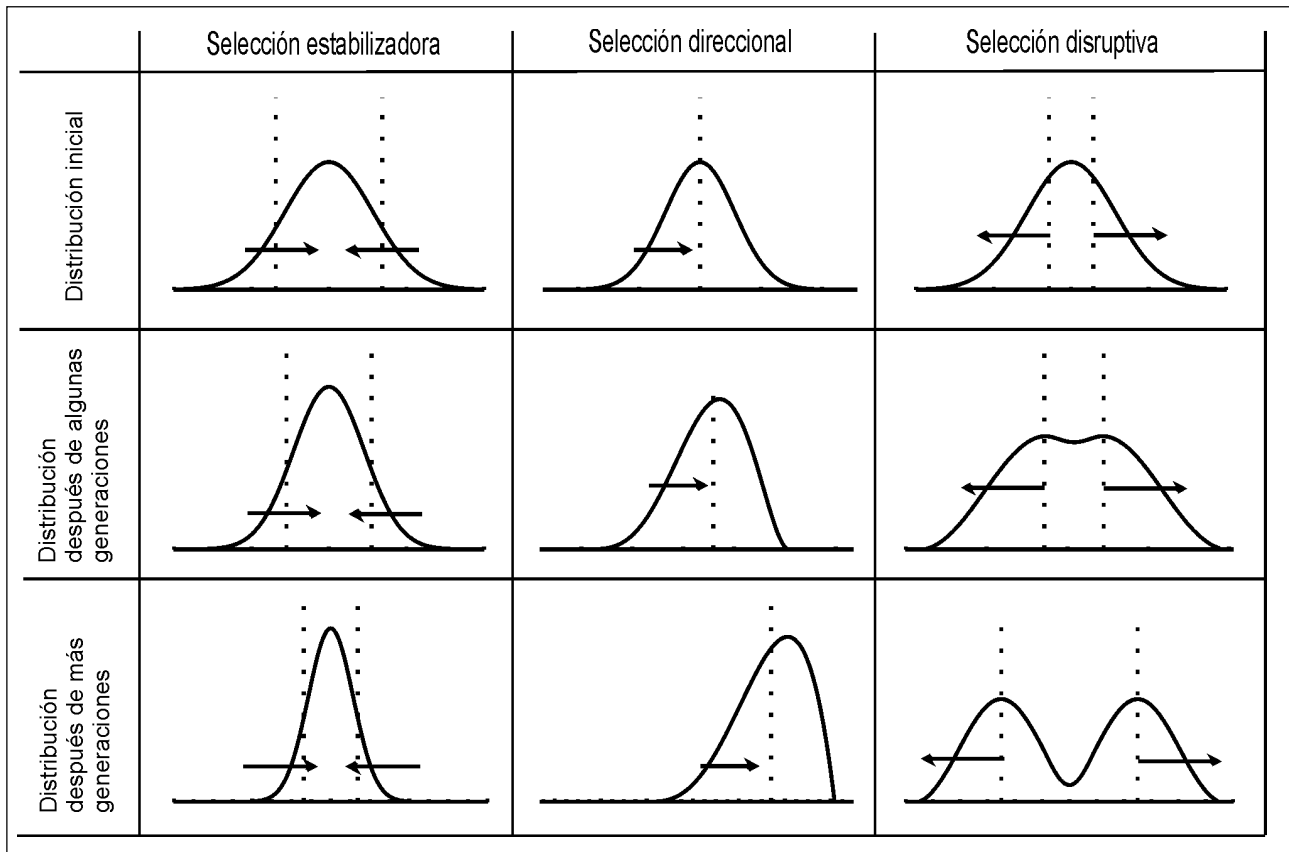 Selección estabilizadora
Selección direccional
Selección disruptiva
Distribución inicial
Distribución
después de algunas
generaciones
Distribución
después de más
generaciones